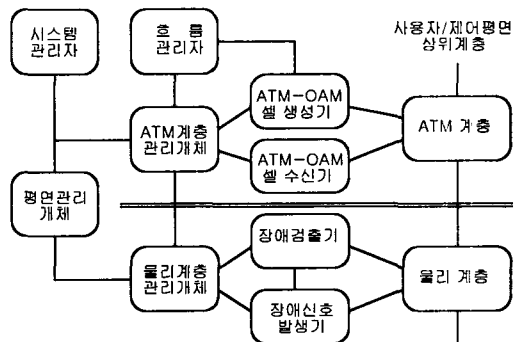 시스템
관리자
흐 름
관리자
사용자/제어평면
상위계층
ATM-OAM
셀 생성기
ATM계층
관리개체
ATM 계층
ATM-OAM
셀 수신기
평면관리
개체
장애검출기
물리계층
관리개체
물리 계층
장애신호
발생기